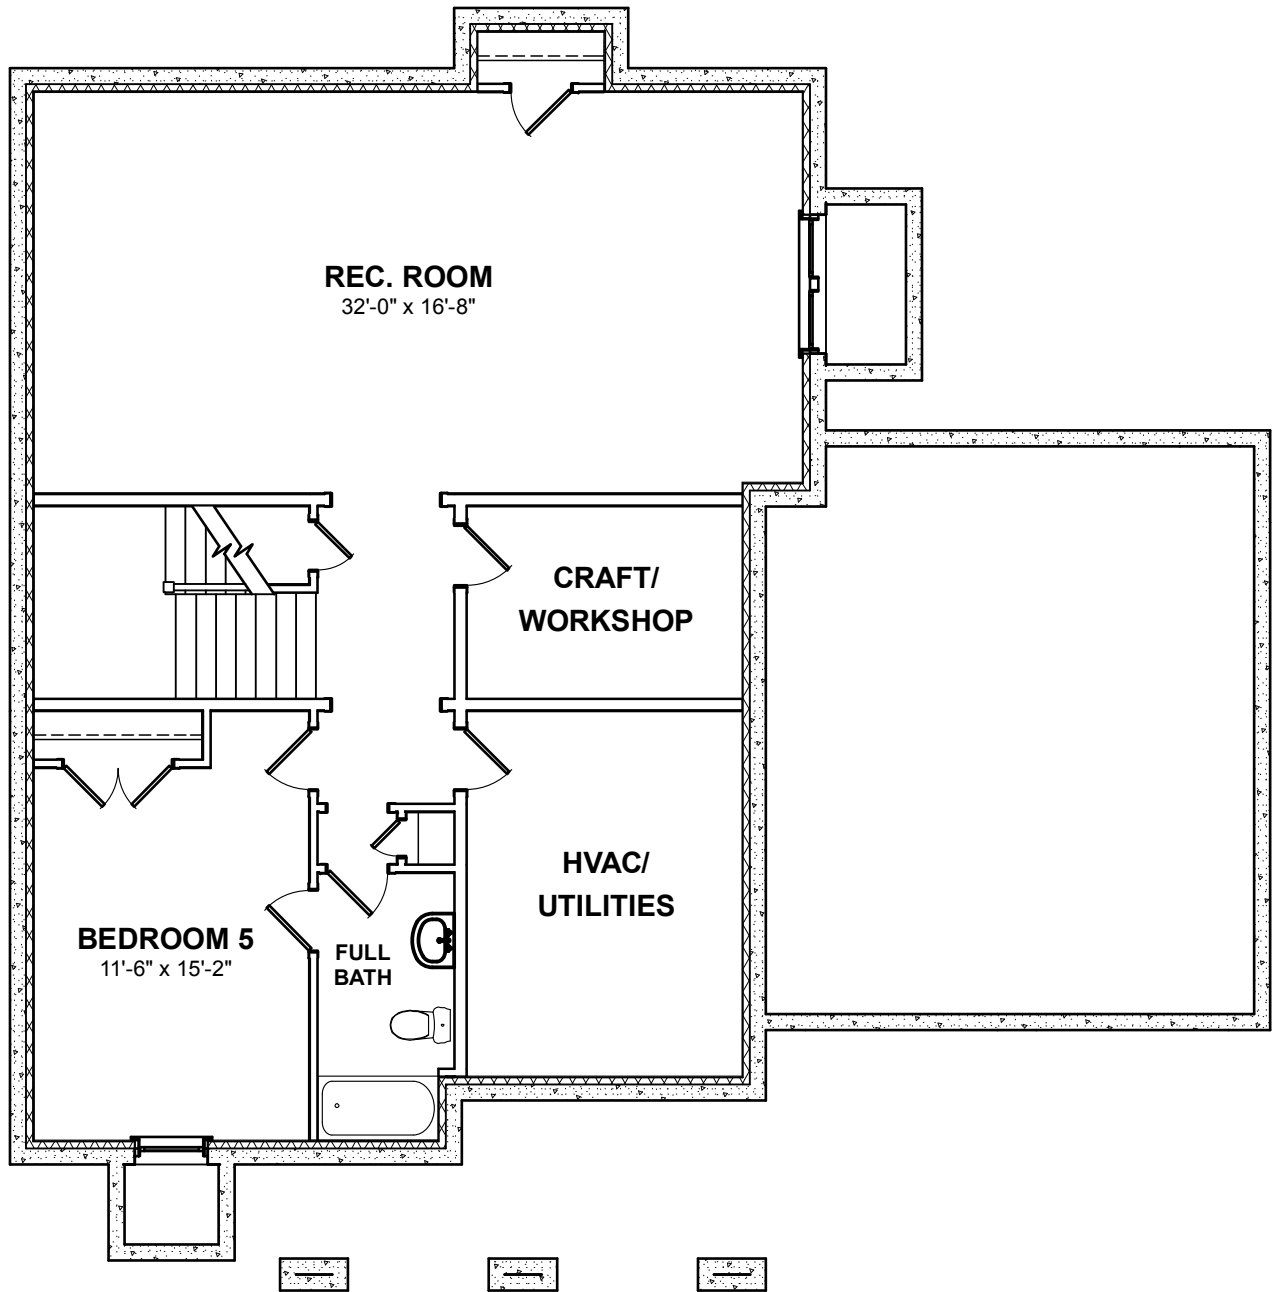 REC. ROOM
32'-0" x 16'-8"
CRAFT/
WORKSHOP
HVAC/
UTILITIES
BEDROOM 5
11'-6" x 15'-2"
FULL
BATH